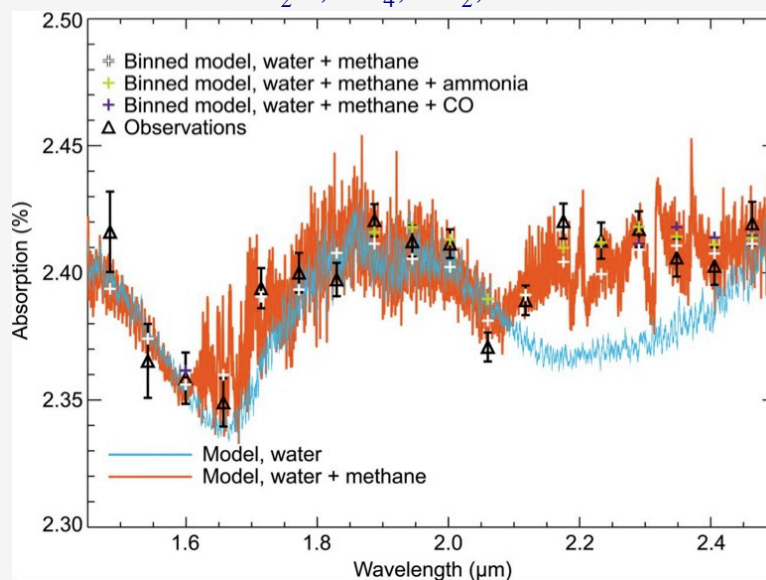 2.50
Binned model, water + methane
Binned model, water + methane + ammonia
Binned model, water + methane + CO
Observations
2.45
2.40
2.35
2.30
Absorption (%)
Model, water
Model, water + methane
1.6 1.8 2.0 2.2 2.4
Wavelength (μm)